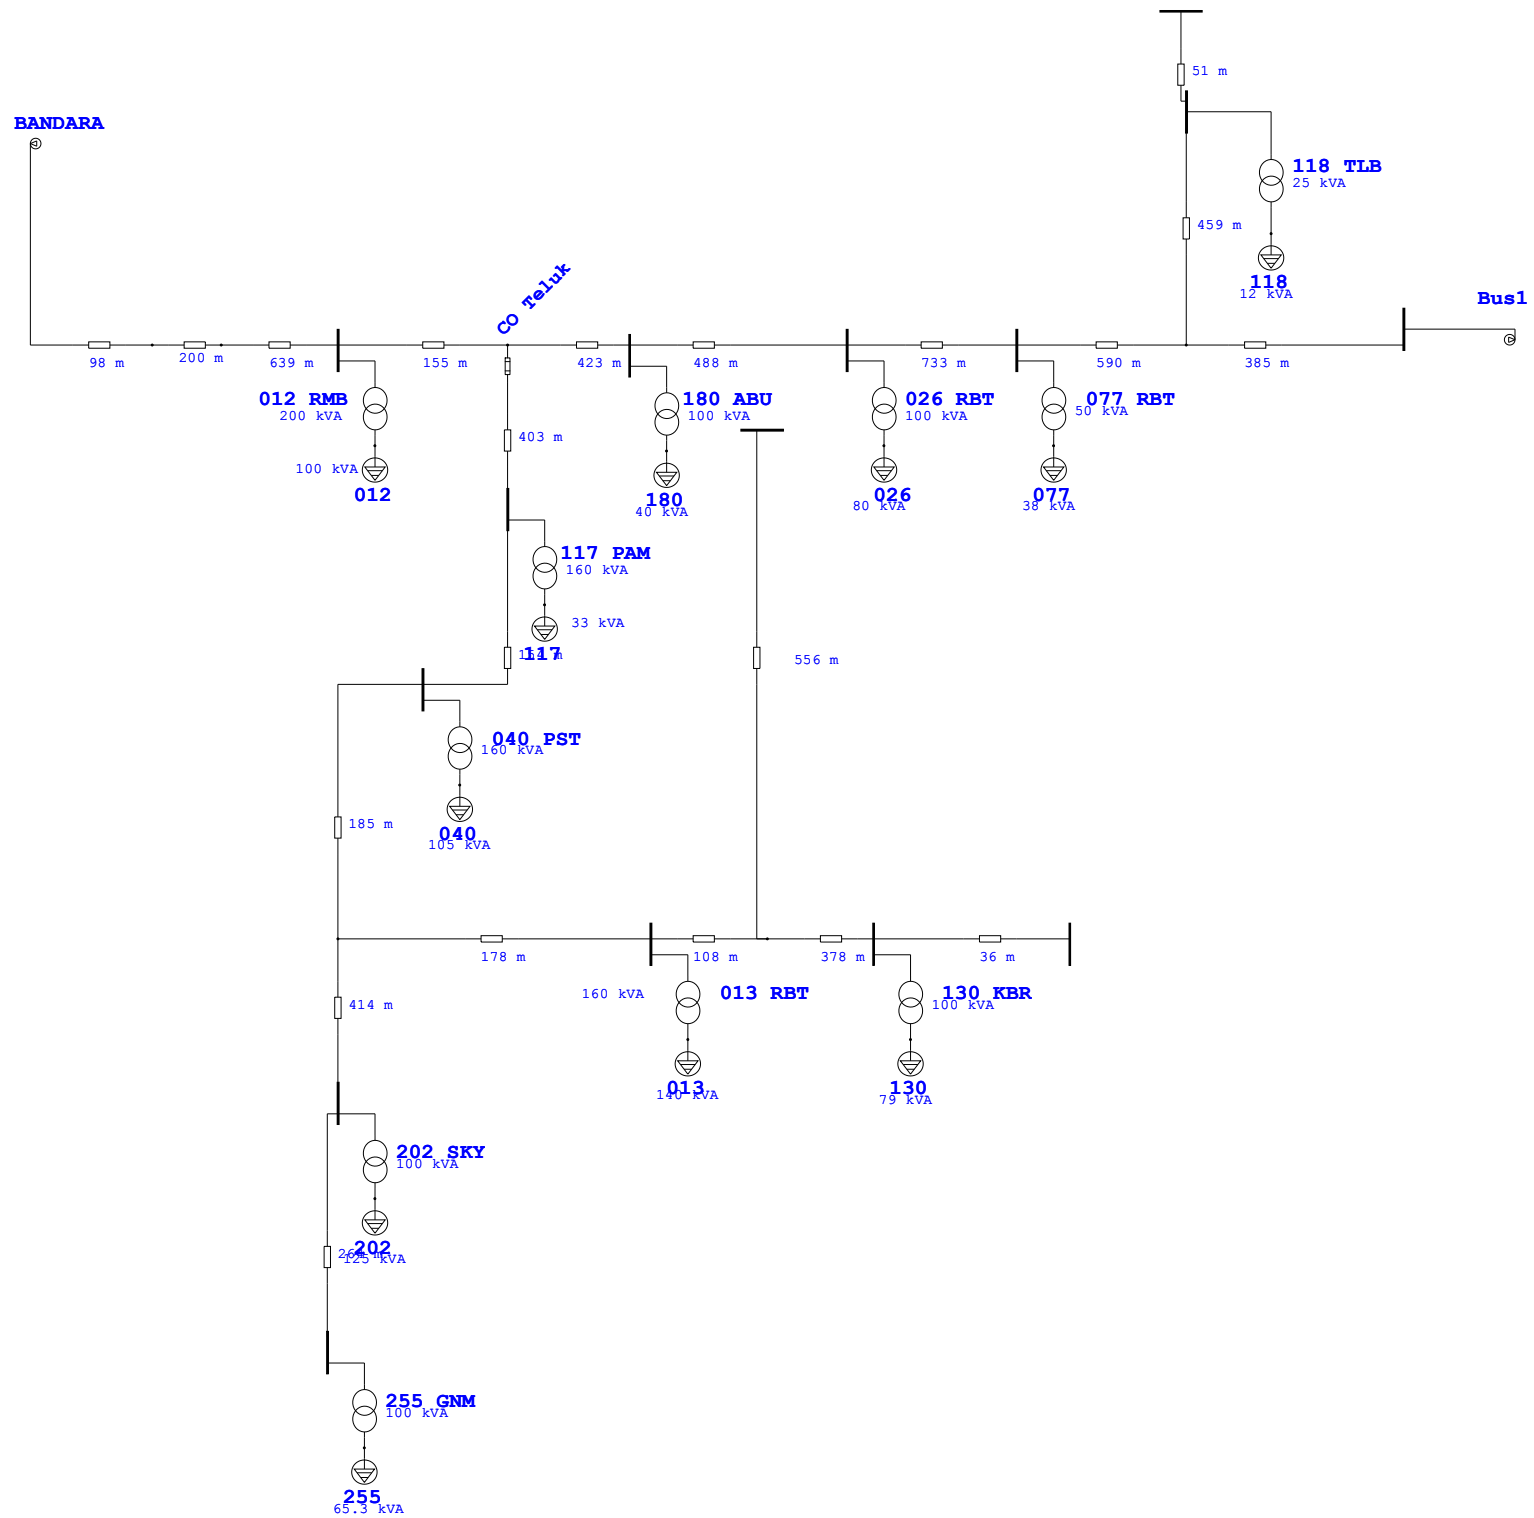 51 m
BANDARA
118 TLB
25 kVA
459 m
CO Teluk
118
12 kVA
Bus1
98 m
200 m
639 m
155 m
423 m
488 m
733 m
590 m
385 m
012 RMB
200 kVA
180 ABU
100 kVA
026 RBT
100 kVA
077 RBT
50 kVA
403 m
100 kVA
012
180
40 kVA
026
80 kVA
077
38 kVA
117 PAM
160 kVA
33 kVA
117
556 m
040 PST
160 kVA
185 m
040
105 kVA
178 m
108 m
378 m
36 m
160 kVA
013 RBT
130 KBR
100 kVA
414 m
013
140 kVA
130
79 kVA
202 SKY
100 kVA
202
125 kVA
255 GNM
100 kVA
255
65.3 kVA